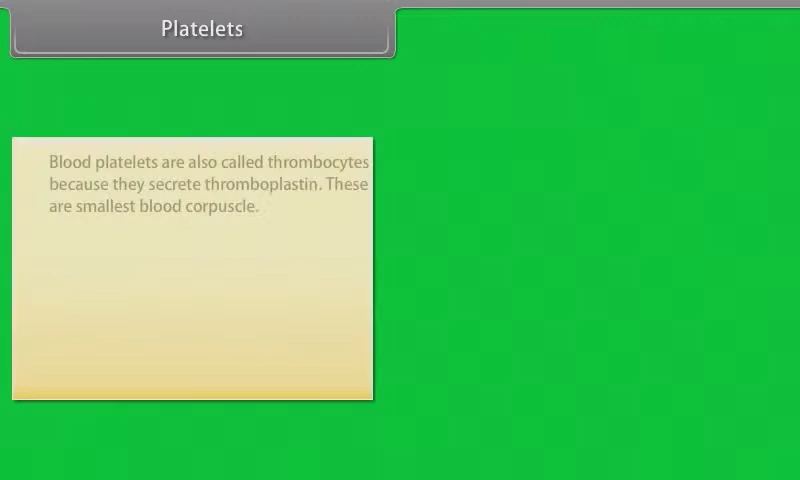 Platelets
Blood platelets are also called thrombocytes
because they secrete thromboplastin. These
are smallest blood corpuscle.